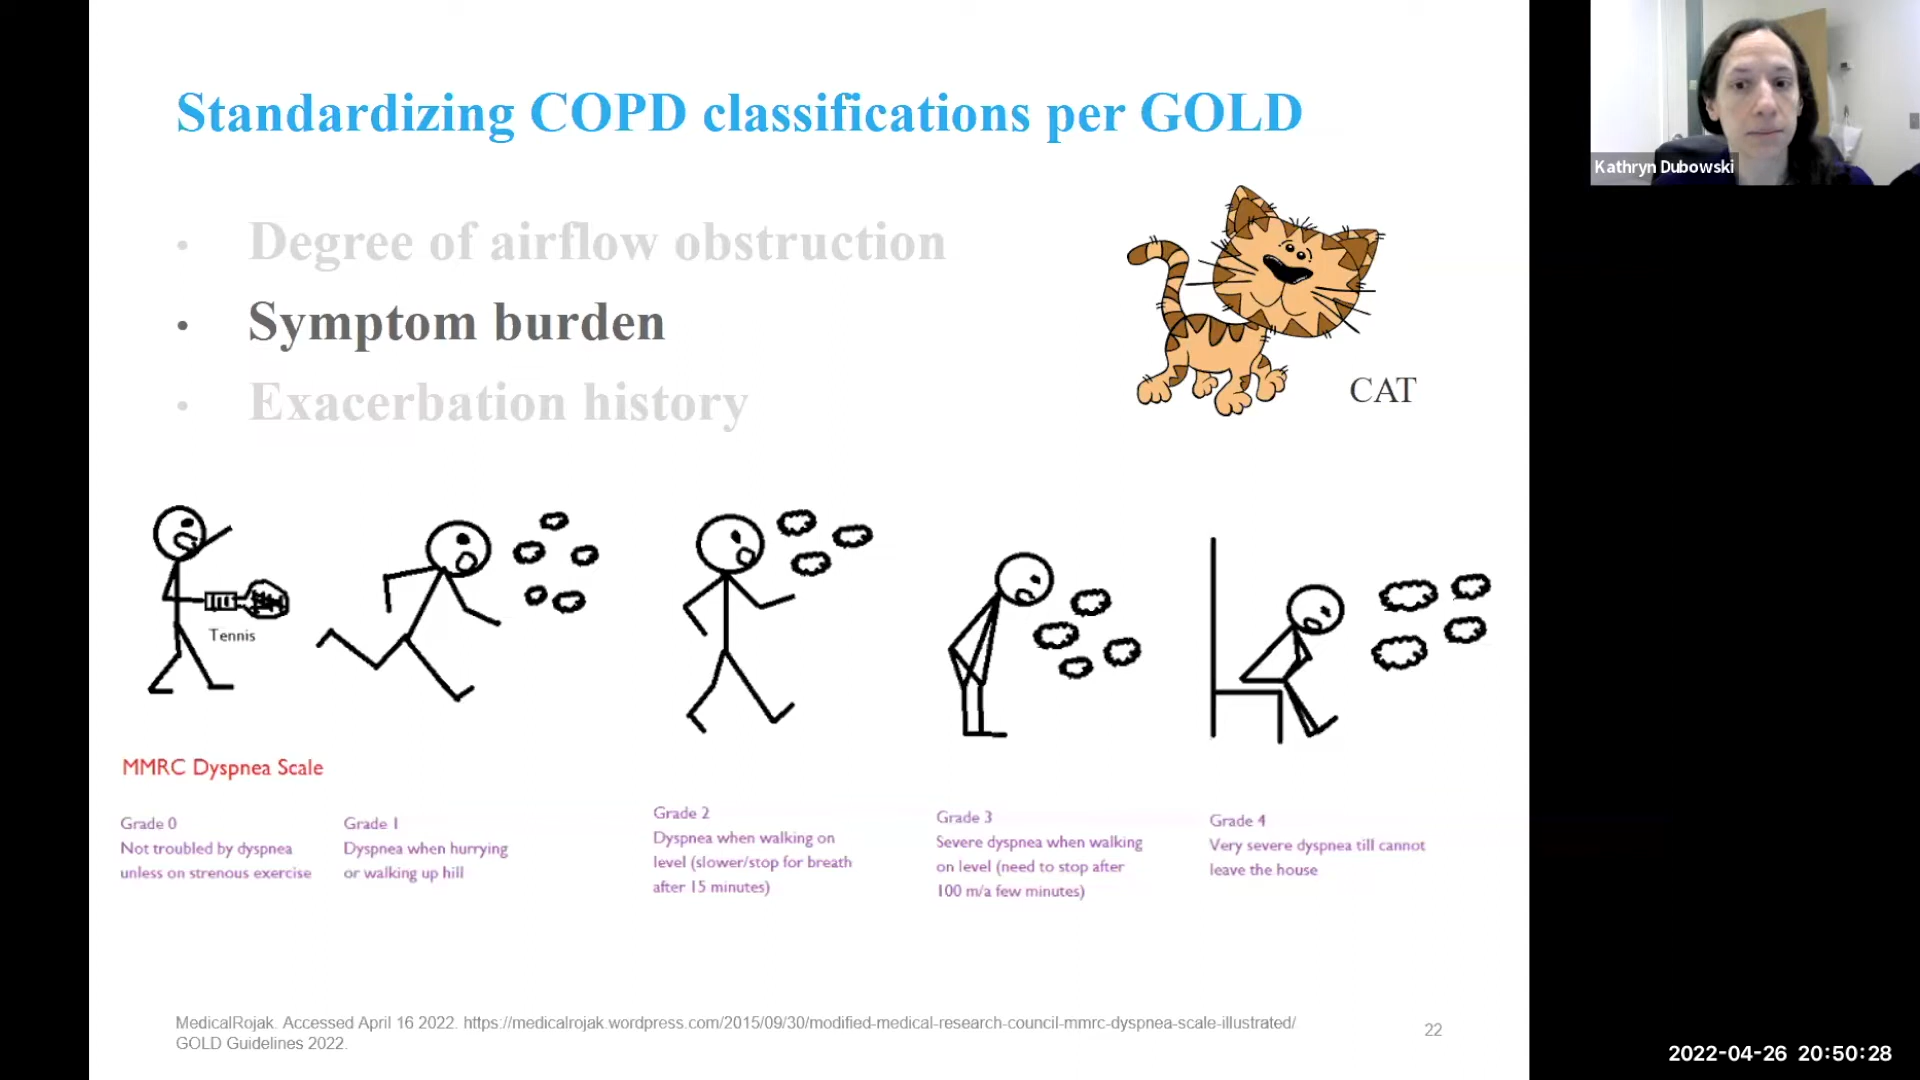 Standardizing COPD classifications per GOLD
Kathryn Dubowski
• Degree of airflow obstruction
• Symptom burden
• Exacerbation history
CAT
Tennis
MMRC Dyspnea Scale
Grade 0
Not troubled by dyspnea
unless on strenous exercise
Grade 1
Dyspnea when hurrying
or walking up hill
Grade 2
Dyspnea when walking on
level (slower/stop for breath
after 15 minutes)
Grade 3
Severe dyspnea when walking
on level (need to stop after
100 m/a few minutes)
Grade 4
Very severe dyspnea till cannot
leave the house
MedicalRojak. Accessed April 16 2022. https://medicalrojak.wordpress.com/2015/09/30/modified-medical-research-council-mmrc-dyspnea-scale-illustrated/
GOLD Guidelines 2022.
22
2022-04-26 20:50:28